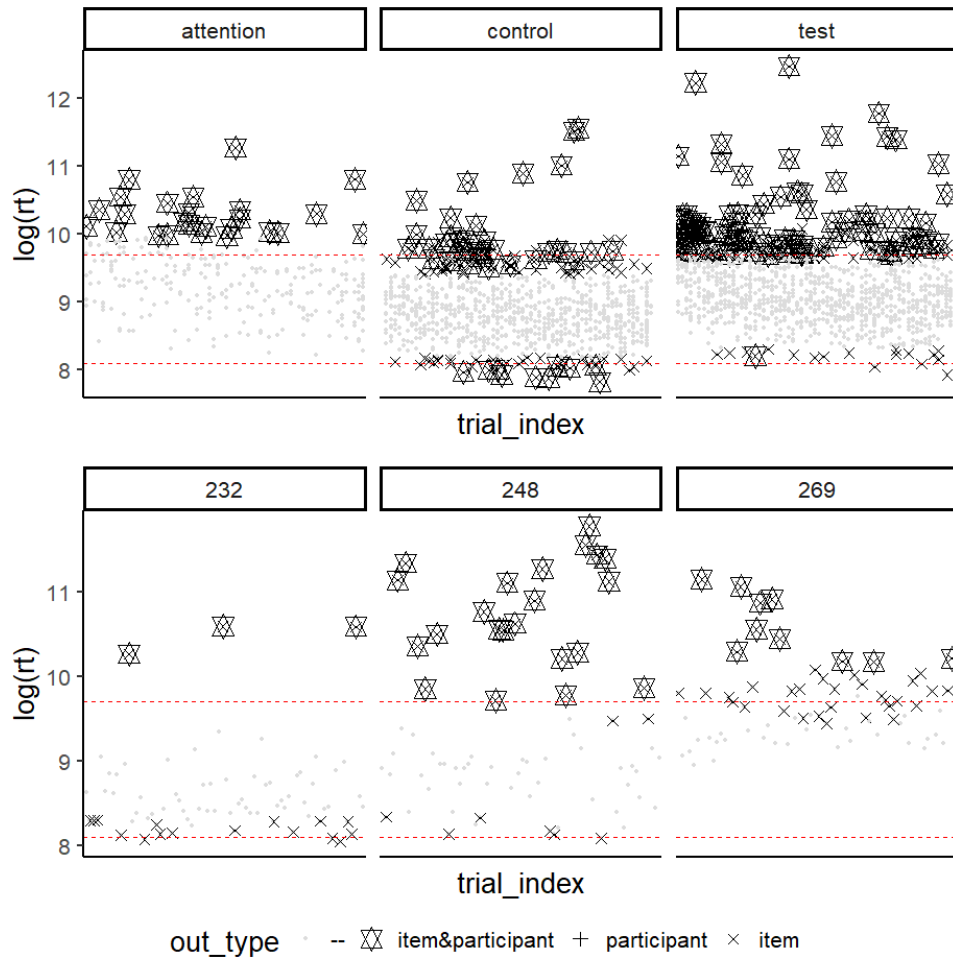 attention control test
log(rt)
12
11
10
9
8
trial_index
232 248 269
log(rt)
11
10
9
8
trial_index
out_type -- item&participant participant item